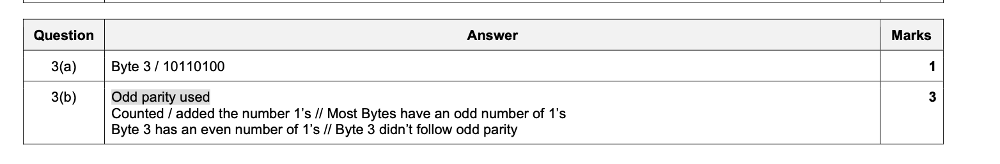 Question Answer Marks
3(a) Byte 3 / 10110100 1
3(b) Odd parity used 3
Counted / added the number 1’s // Most Bytes have an odd number of 1’s
Byte 3 has an even number of 1’s // Byte 3 didn’t follow odd parity